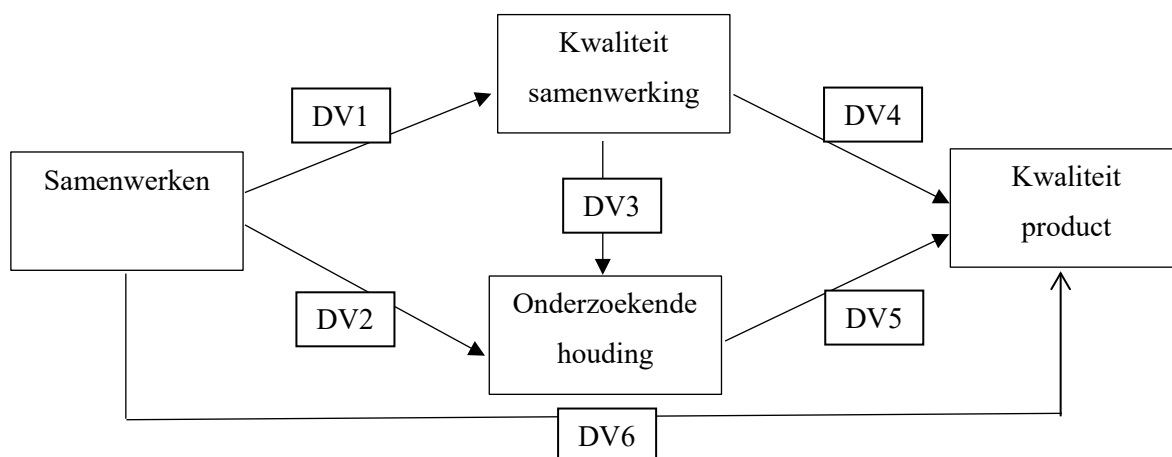 Kwaliteit
samenwerking
DV1
DV4
Samenwerken
Kwaliteit
product
DV3
Onderzoekende
houding
DV2
DV5
DV6